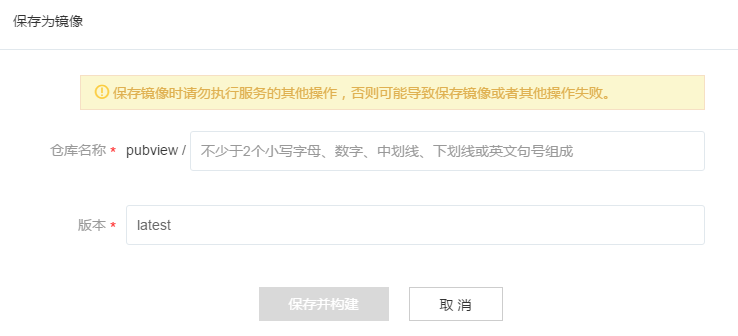 保存为镜像
保存镜像时请勿执行服务的其他操作，否则可能导致保存镜像或者其他操作失败。
仓库名称 * pubview / 不少于2个小写字母、数字、中划线、下划线或英文句号组成
版本 * latest
保存并构建 取 消